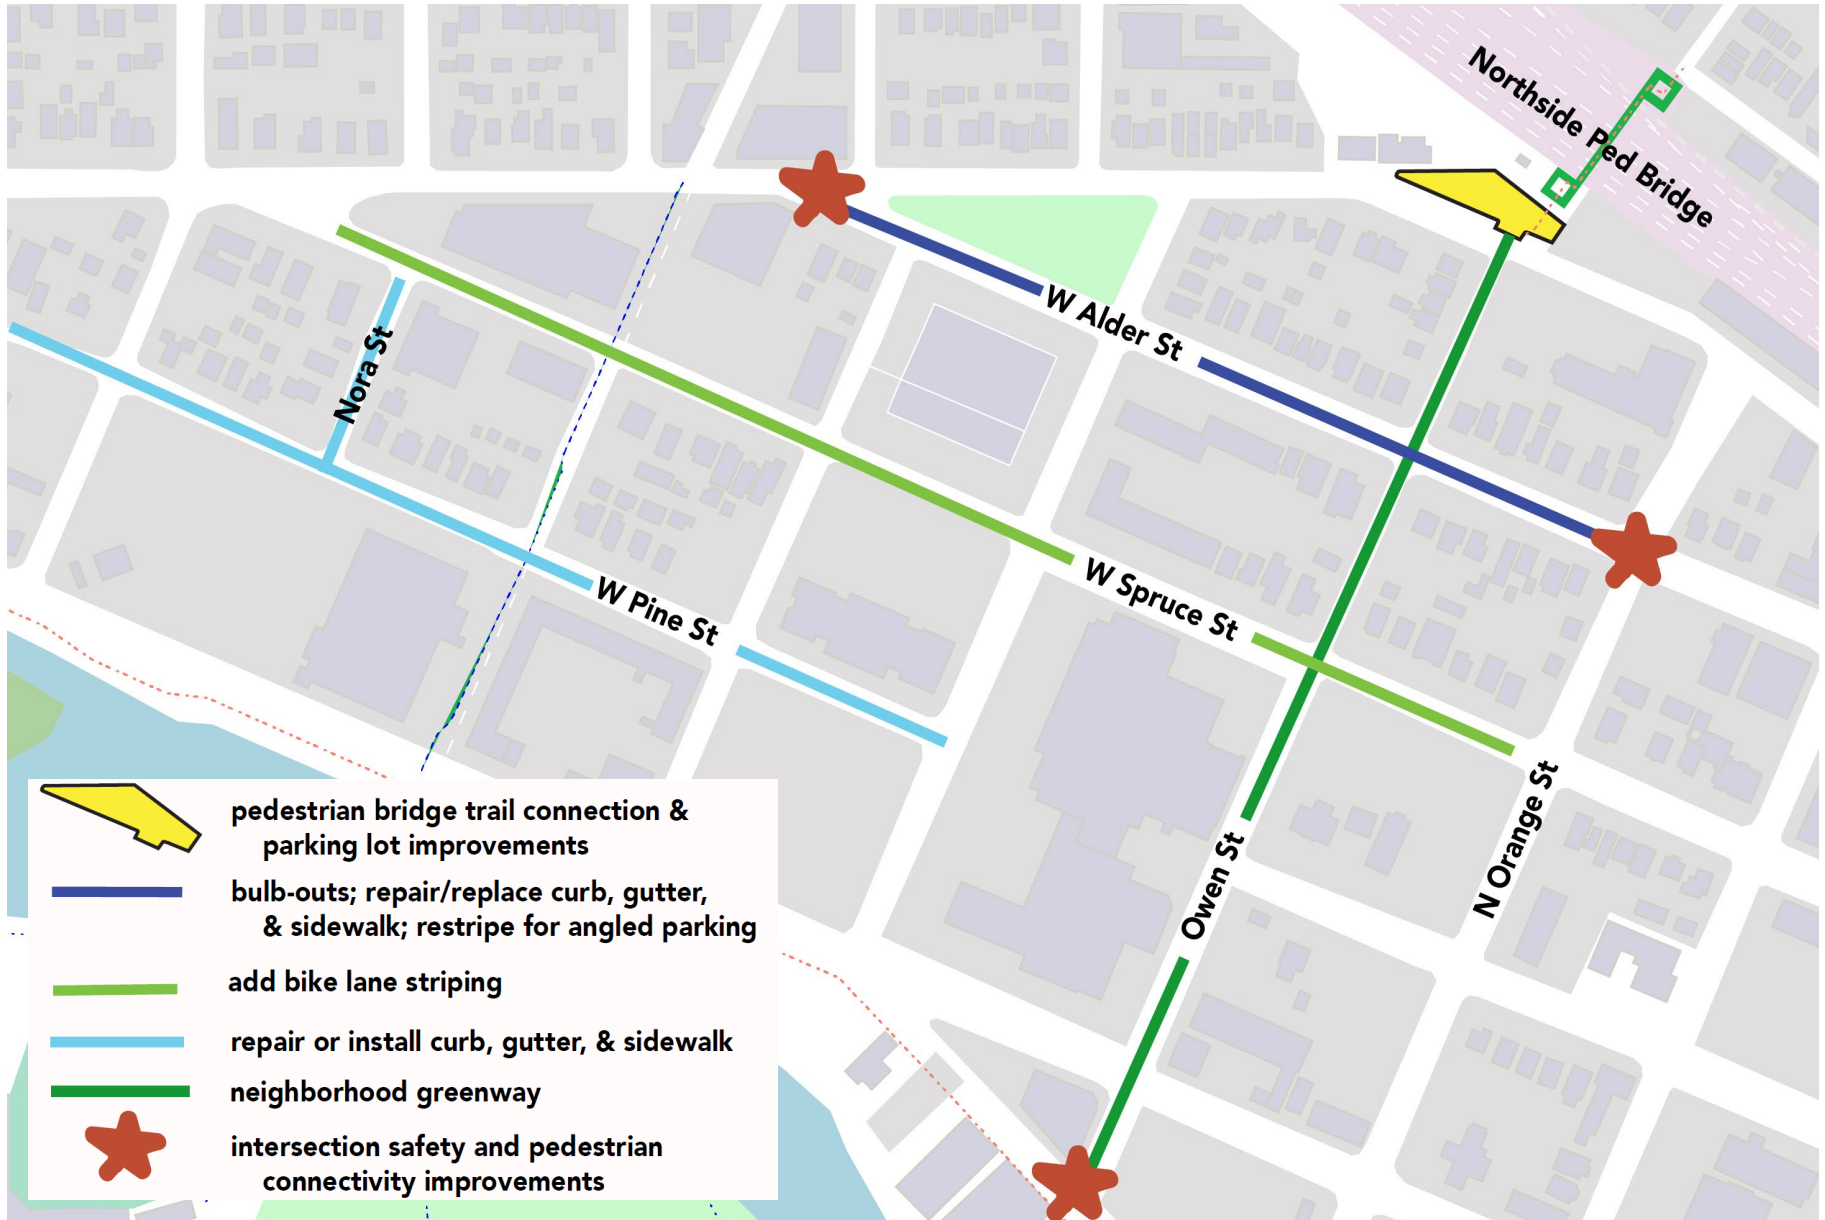 Northside Ped Bridge
W Alder St
Nora St
W Spruce St
W Pine St
N Orange St
Owen St
pedestrian bridge trail connection &
parking lot improvements
bulb-outs; repair/replace curb, gutter,
& sidewalk; restripe for angled parking
add bike lane striping
repair or install curb, gutter, & sidewalk
neighborhood greenway
intersection safety and pedestrian
connectivity improvements